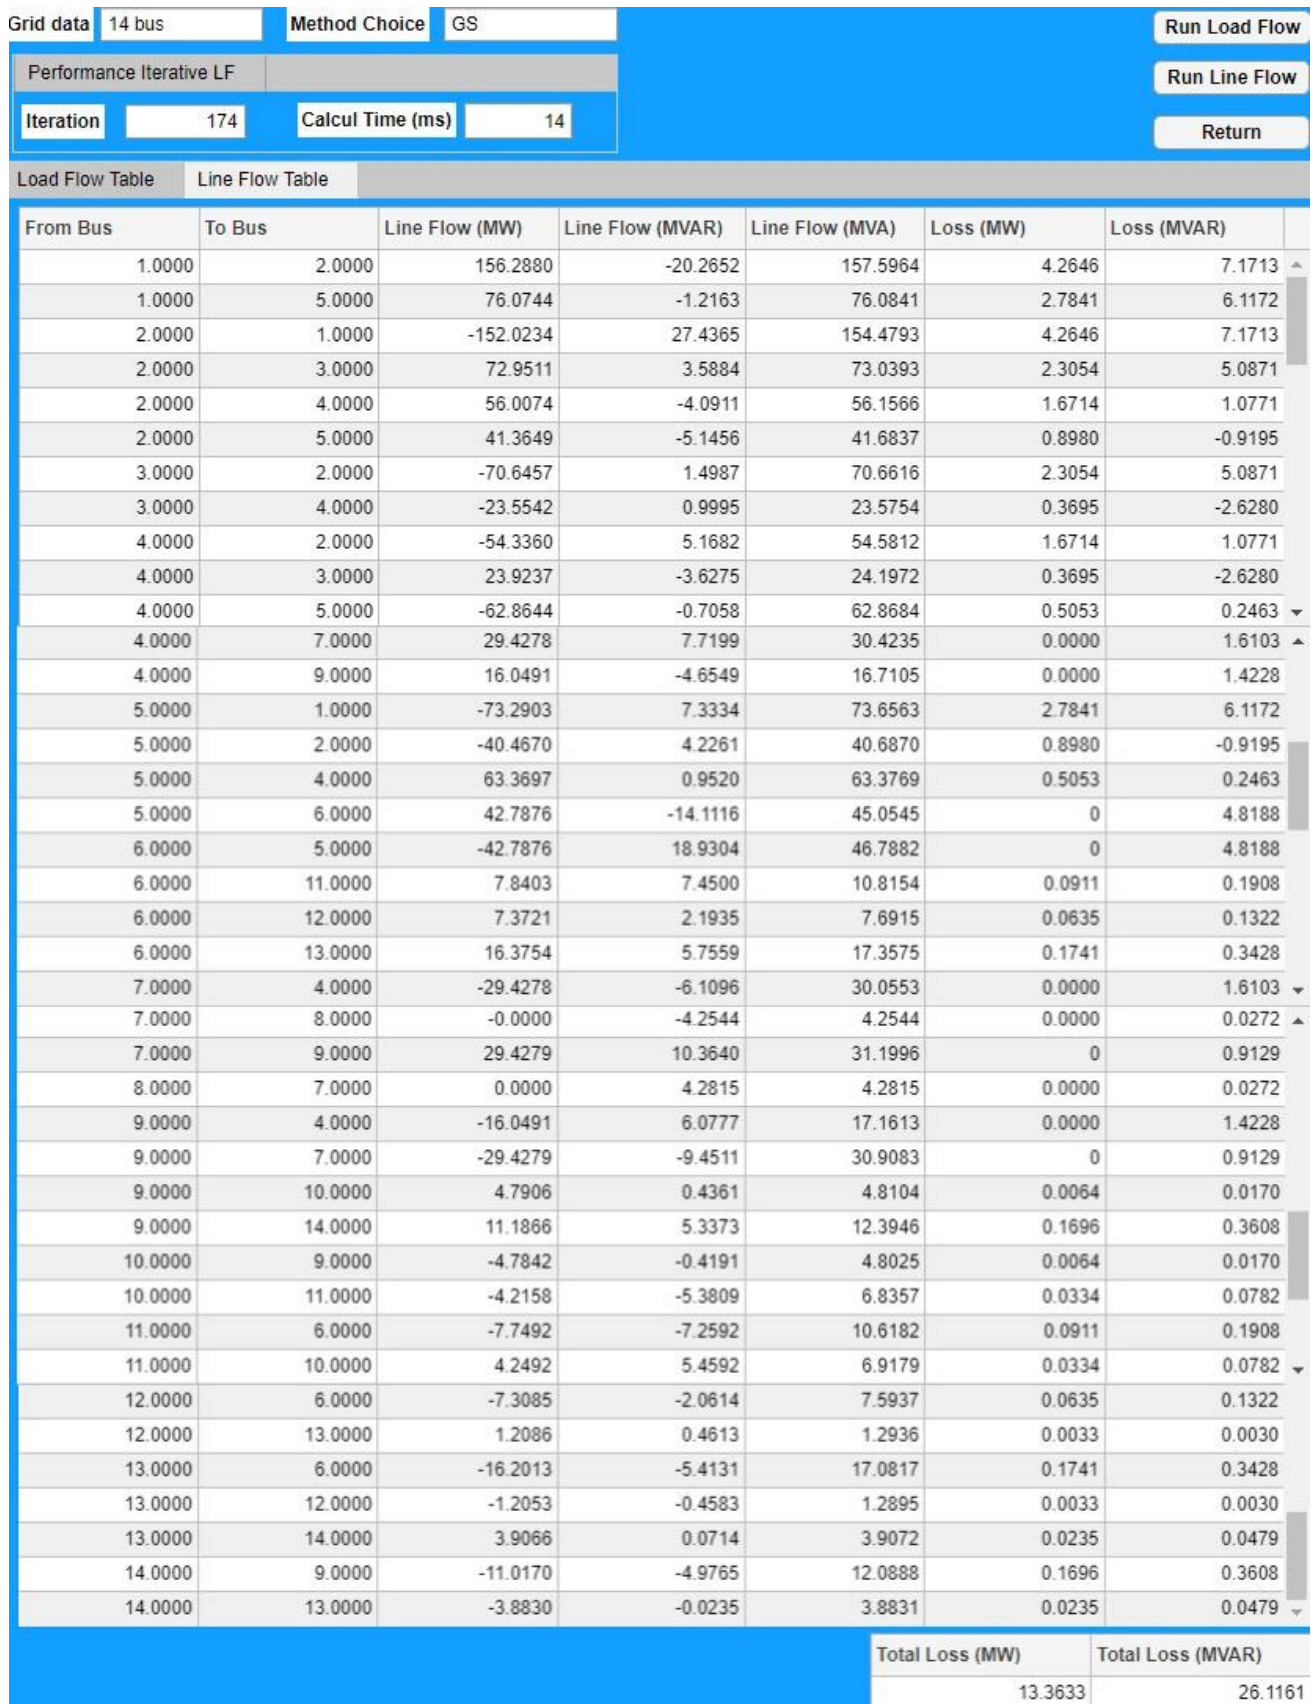 Grid data 14 bus Method Choice GS Run Load Flow
Performance Iterative LF Run Line Flow
Iteration 174 Calcul Time (ms) 14 Return
Load Flow Table Line Flow Table
From Bus To Bus Line Flow (MW) Line Flow (MVAR) Line Flow (MVA) Loss (MW) Loss (MVAR)
1.0000 2.0000 156.2880 -20.2652 157.5964 4.2646 7.1713
1.0000 5.0000 76.0744 -1.2163 76.0841 2.7841 6.1172
2.0000 1.0000 -152.0234 27.4365 154.4793 4.2646 7.1713
2.0000 3.0000 72.9511 3.5884 73.0393 2.3054 5.0871
2.0000 4.0000 56.0074 -4.0911 56.1566 1.6714 1.0771
2.0000 5.0000 41.3649 -5.1456 41.6837 0.8980 -0.9195
3.0000 2.0000 -70.6457 1.4987 70.6616 2.3054 5.0871
3.0000 4.0000 -23.5542 0.9995 23.5754 0.3695 -2.6280
4.0000 2.0000 -54.3360 5.1682 54.5812 1.6714 1.0771
4.0000 3.0000 23.9237 -3.6275 24.1972 0.3695 -2.6280
4.0000 5.0000 -62.8644 -0.7058 62.8684 0.5053 0.2463
4.0000 7.0000 29.4278 7.7199 30.4235 0.0000 1.6103
4.0000 9.0000 16.0491 -4.6549 16.7105 0.0000 1.4228
5.0000 1.0000 -73.2903 7.3334 73.6563 2.7841 6.1172
5.0000 2.0000 -40.4670 4.2261 40.6870 0.8980 -0.9195
5.0000 4.0000 63.3697 0.9520 63.3769 0.5053 0.2463
5.0000 6.0000 42.7876 -14.1116 45.0545 0 4.8188
6.0000 5.0000 -42.7876 18.9304 46.7882 0 4.8188
6.0000 11.0000 7.8403 7.4500 10.8154 0.0911 0.1908
6.0000 12.0000 7.3721 2.1935 7.6915 0.0635 0.1322
6.0000 13.0000 16.3754 5.7559 17.3575 0.1741 0.3428
7.0000 4.0000 -29.4278 -6.1096 30.0553 0.0000 1.6103
7.0000 8.0000 -0.0000 -4.2544 4.2544 0.0000 0.0272
7.0000 9.0000 29.4279 10.3640 31.1996 0 0.9129
8.0000 7.0000 0.0000 4.2815 4.2815 0.0000 0.0272
9.0000 4.0000 -16.0491 6.0777 17.1613 0.0000 1.4228
9.0000 7.0000 -29.4279 -9.4511 30.9083 0 0.9129
9.0000 10.0000 4.7906 0.4361 4.8104 0.0064 0.0170
9.0000 14.0000 11.1866 5.3373 12.3946 0.1696 0.3608
10.0000 9.0000 -4.7842 -0.4191 4.8025 0.0064 0.0170
10.0000 11.0000 -4.2158 -5.3809 6.8357 0.0334 0.0782
11.0000 6.0000 -7.7492 -7.2592 10.6182 0.0911 0.1908
11.0000 10.0000 4.2492 5.4592 6.9179 0.0334 0.0782
12.0000 6.0000 -7.3085 -2.0614 7.5937 0.0635 0.1322
12.0000 13.0000 1.2086 0.4613 1.2936 0.0033 0.0030
13.0000 6.0000 -16.2013 -5.4131 17.0817 0.1741 0.3428
13.0000 12.0000 -1.2053 -0.4583 1.2895 0.0033 0.0030
13.0000 14.0000 3.9066 0.0714 3.9072 0.0235 0.0479
14.0000 9.0000 -11.0170 -4.9765 12.0888 0.1696 0.3608
14.0000 13.0000 -3.8830 -0.0235 3.8831 0.0235 0.0479
Total Loss (MW) Total Loss (MVAR)
13.3633 26.1161